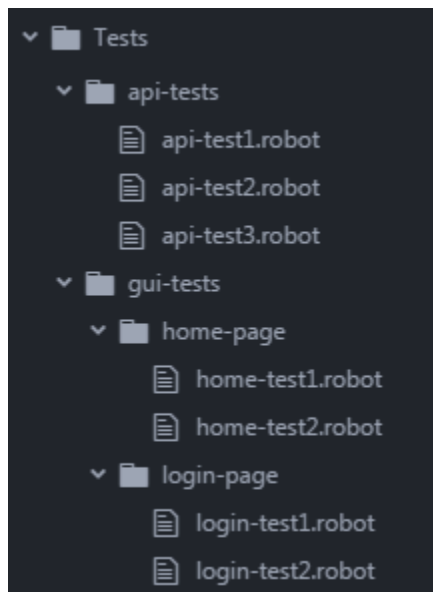 Tests
api-tests
api-test1.robot
api-test2.robot
api-test3.robot
gui-tests
home-page
home-test1.robot
home-test2.robot
login-page
login-test1.robot
login-test2.robot